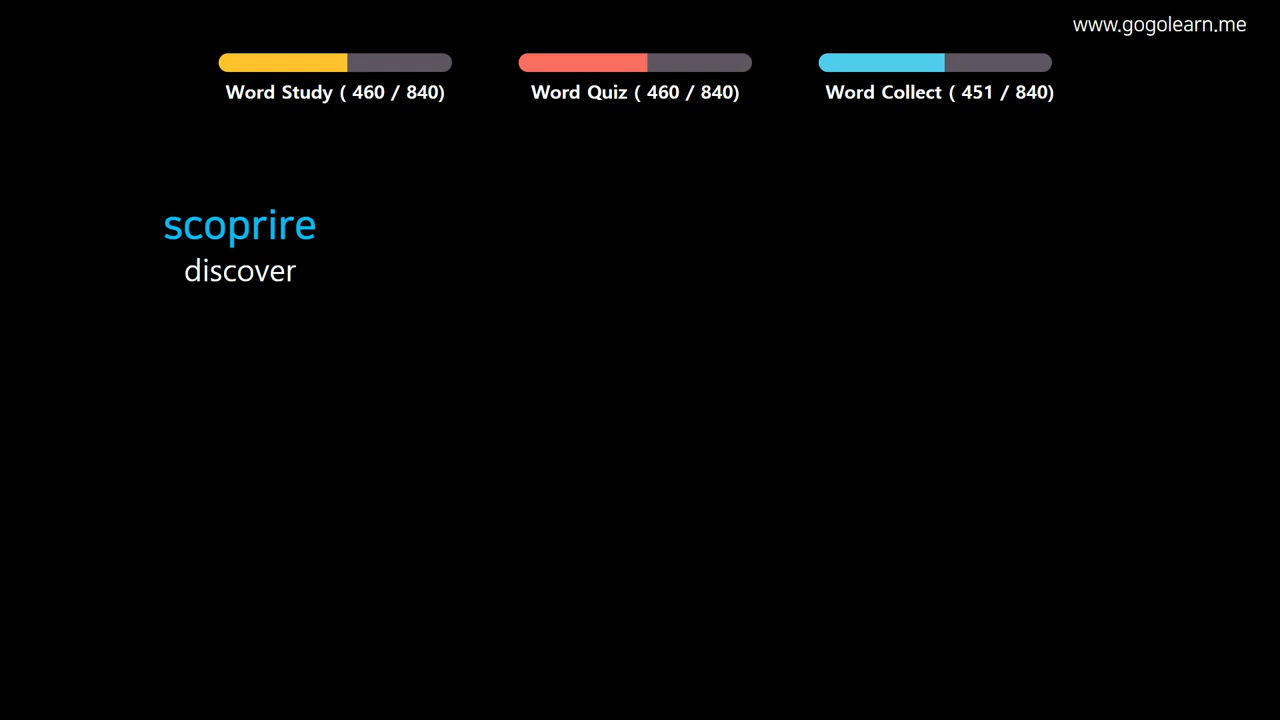 www.gogolearn.me
Word Study ( 460 / 840)
Word Quiz ( 460 / 840)
Word Collect ( 451 / 840)
scoprire
discover